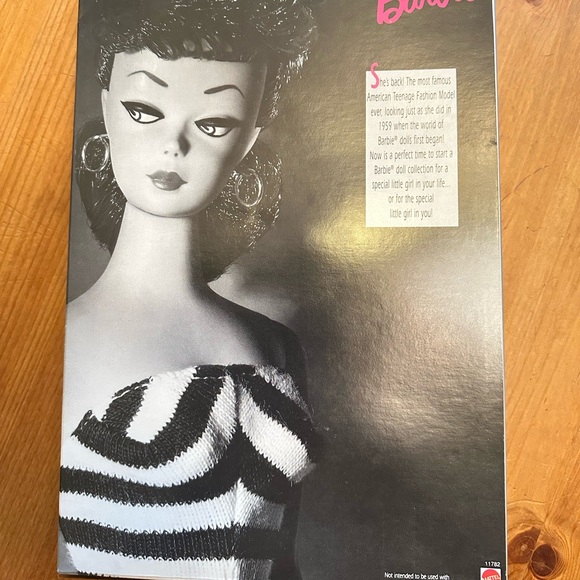 Barbie
She's back! The most famous
American Teenage Fashion Model
ever, looking just as she did in
1959 when the world of
Barbie® dolls first began!
Now is a perfect time to start a
Barbie® doll collection for a
special little girl in your life...
or for the special
little girl in you!
11782
Not intended to be used with
MATTEL